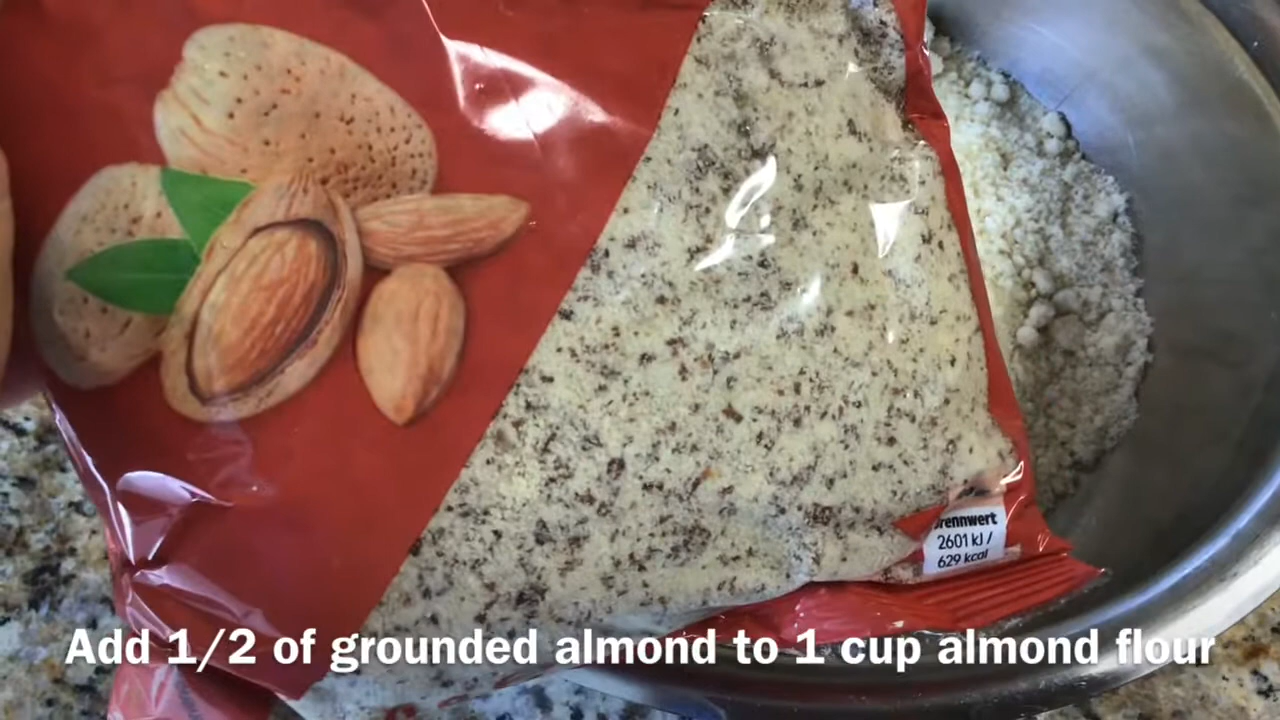 Brennwert
2601 kJ /
629 kcal
Add 1/2 of grounded almond to 1 cup almond flour